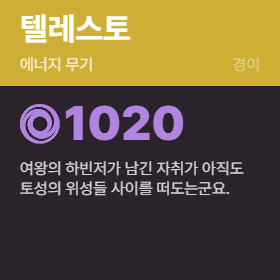 텔레스토
에너지 무기
경이
1020
여왕의 하빈저가 남긴 자취가 아직도
토성의 위성들 사이를 떠도는군요.